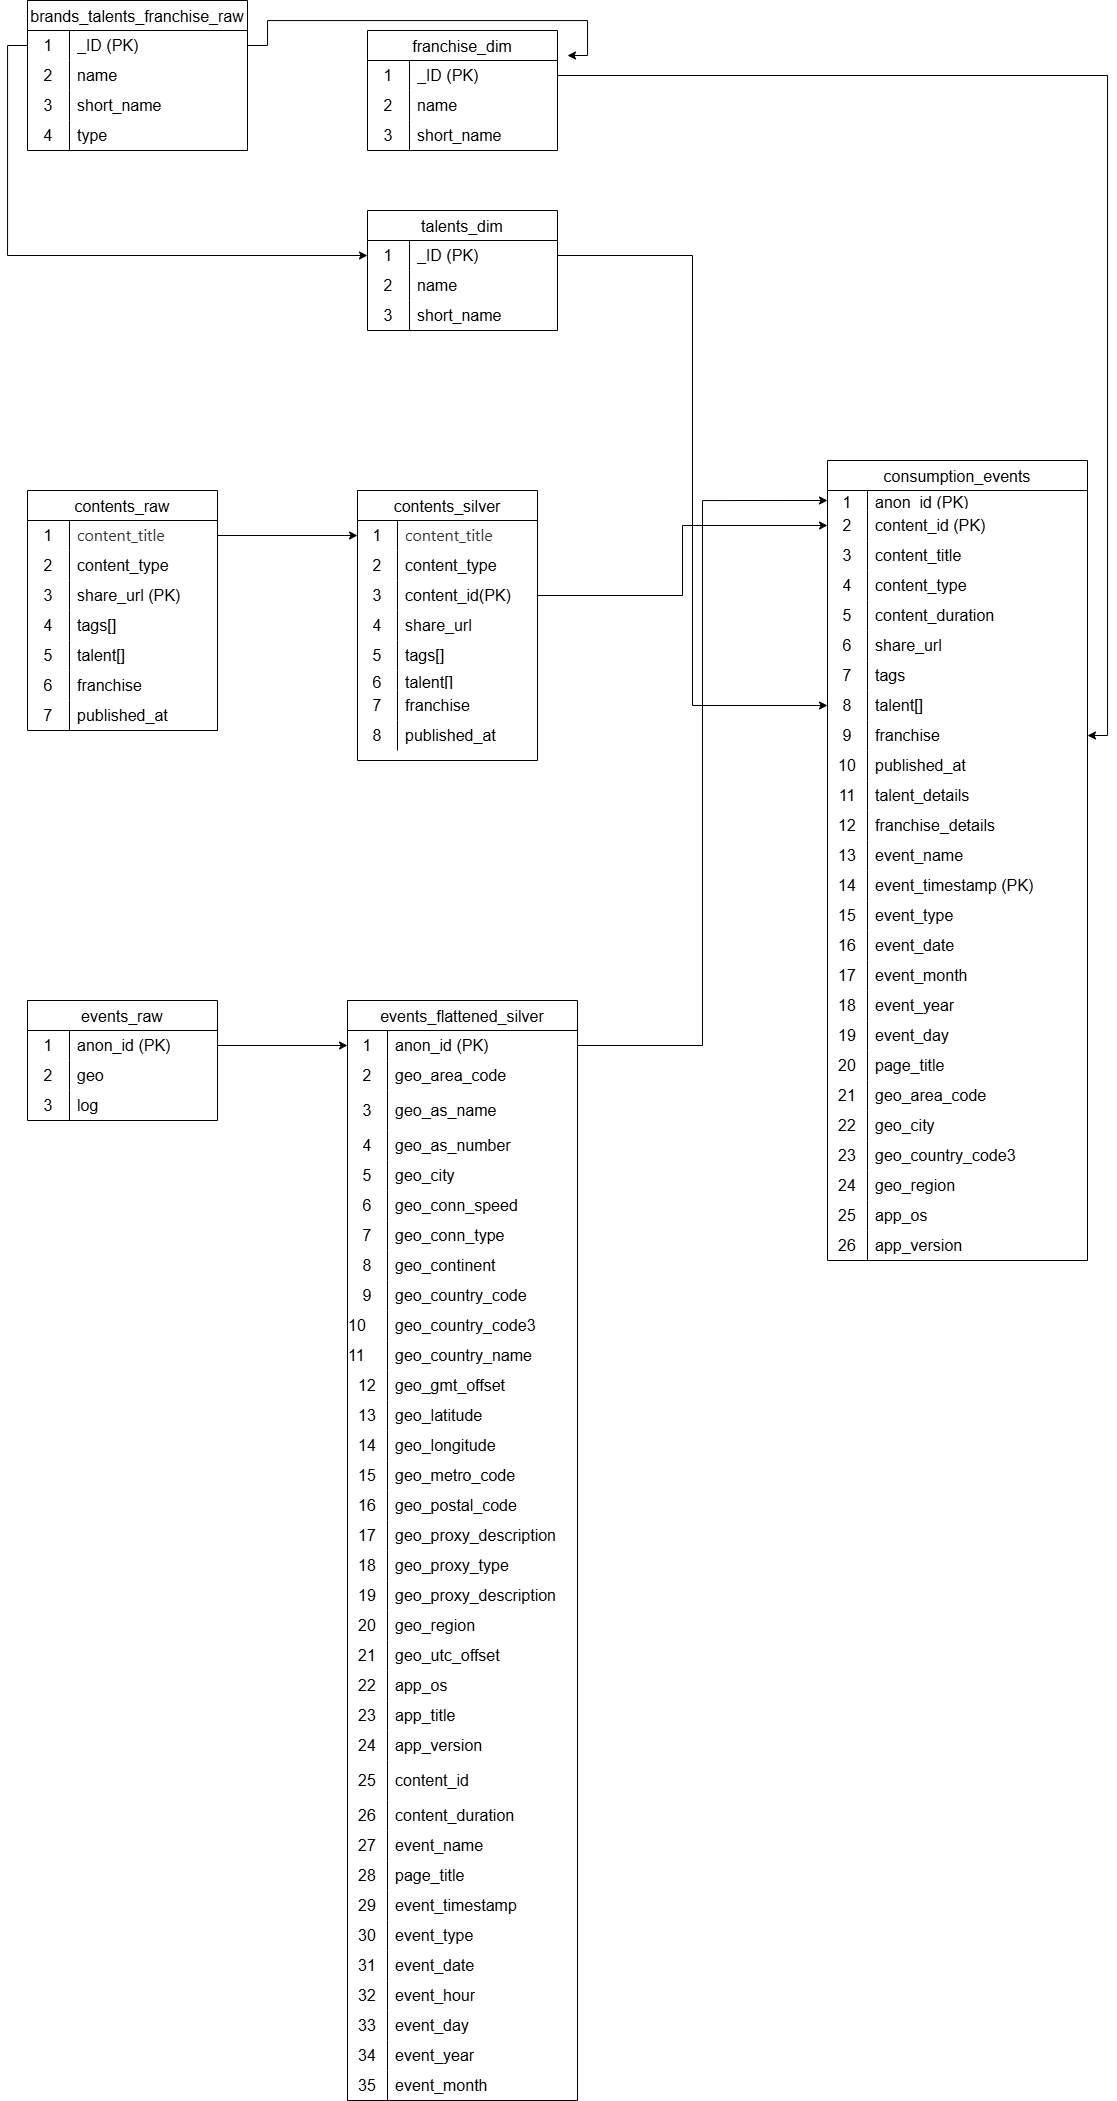 brands_talents_franchise_raw
1 _ID (PK)
2 name
3 short_name
4 type
franchise_dim
1 _ID (PK)
2 name
3 short_name
talents_dim
1 _ID (PK)
2 name
3 short_name
contents_raw
1 content_title
2 content_type
3 share_url (PK)
4 tags[]
5 talent[]
6 franchise
7 published_at
contents_silver
1 content_title
2 content_type
3 content_id(PK)
4 share_url
5 tags[]
6 talent[]
7 franchise
8 published_at
consumption_events
1 anon_id (PK)
2 content_id (PK)
3 content_title
4 content_type
5 content_duration
6 share_url
7 tags
8 talent[]
9 franchise
10 published_at
11 talent_details
12 franchise_details
13 event_name
14 event_timestamp (PK)
15 event_type
16 event_date
17 event_month
18 event_year
19 event_day
20 page_title
21 geo_area_code
22 geo_city
23 geo_country_code3
24 geo_region
25 app_os
26 app_version
events_raw
1 anon_id (PK)
2 geo
3 log
events_flattened_silver
1 anon_id (PK)
2 geo_area_code
3 geo_as_name
4 geo_as_number
5 geo_city
6 geo_conn_speed
7 geo_conn_type
8 geo_continent
9 geo_country_code
10 geo_country_code3
11 geo_country_name
12 geo_gmt_offset
13 geo_latitude
14 geo_longitude
15 geo_metro_code
16 geo_postal_code
17 geo_proxy_description
18 geo_proxy_type
19 geo_proxy_description
20 geo_region
21 geo_utc_offset
22 app_os
23 app_title
24 app_version
25 content_id
26 content_duration
27 event_name
28 page_title
29 event_timestamp
30 event_type
31 event_date
32 event_hour
33 event_day
34 event_year
35 event_month